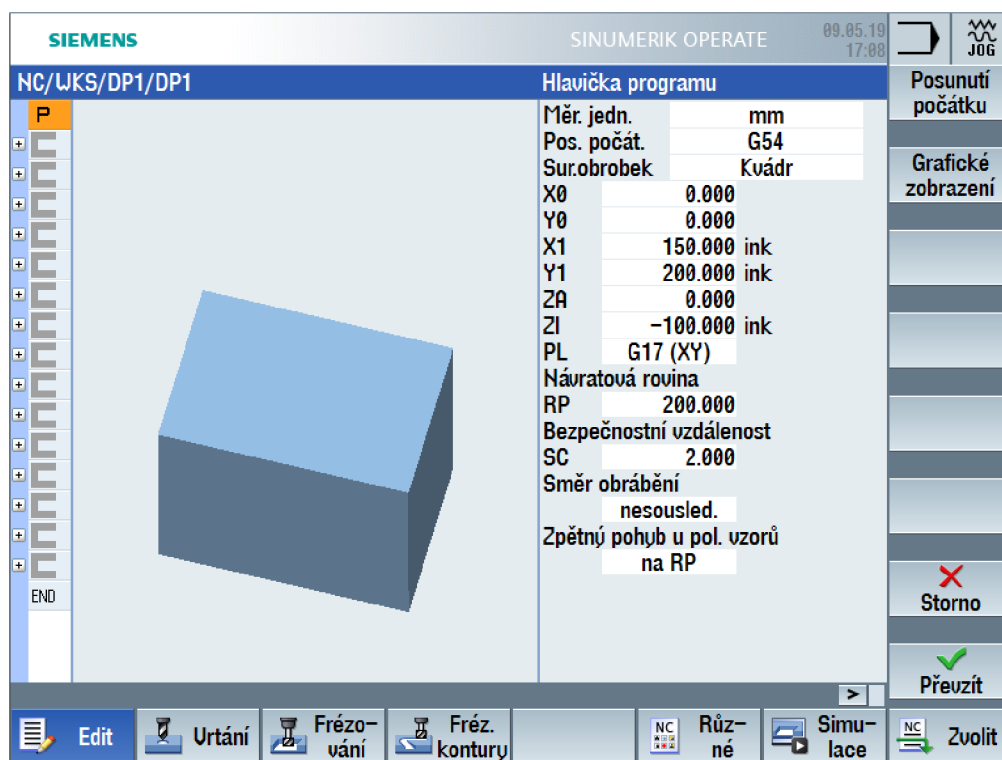 SIEMENS
SINUMERIK OPERATE
09.05.19
17:08
JOG
NC/WKS/DP1/DP1
Hlavička programu
P
END
Měr. jedn. mm
Pos. počát. G54
Sur.obrobek Kvádr
X0 0.000
Y0 0.000
X1 150.000 ink
Y1 200.000 ink
ZA 0.000
ZI -100.000 ink
PL G17 (XY)
Návratová rovina
RP 200.000
Bezpečnostní vzdálenost
SC 2.000
Směr obrábění
nesousled.
Zpětný pohyb u pol. vzorů
na RP
Posunutí
počátku
Grafické
zobrazení
Storno
Převzít
>
Edit
Vrtání
Frézo-
vání
Fréz.
kontury
NC
Růz-
né
Simu-
lace
NC
Zvolit